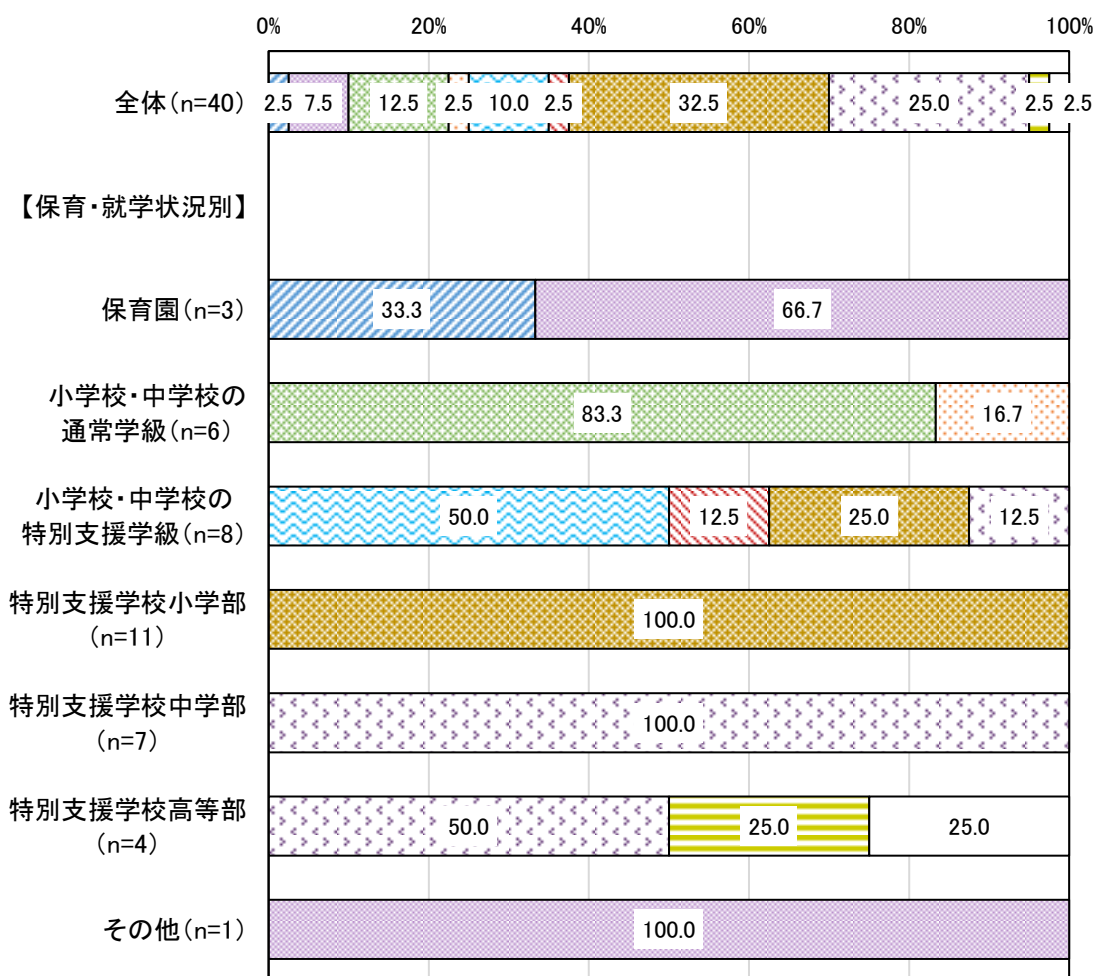 0% 20% 40% 60% 80% 100%
全体(n=40) 2.5 7.5 12.5 2.5 10.0 2.5 32.5 25.0 2.5 2.5
【保育・就学状況別】
保育園(n=3) 33.3 66.7
小学校・中学校の
通常学級(n=6) 83.3 16.7
小学校・中学校の
特別支援学級(n=8) 50.0 12.5 25.0 12.5
特別支援学校小学部
(n=11) 100.0
特別支援学校中学部
(n=7) 100.0
特別支援学校高等部
(n=4) 50.0 25.0 25.0
その他(n=1) 100.0